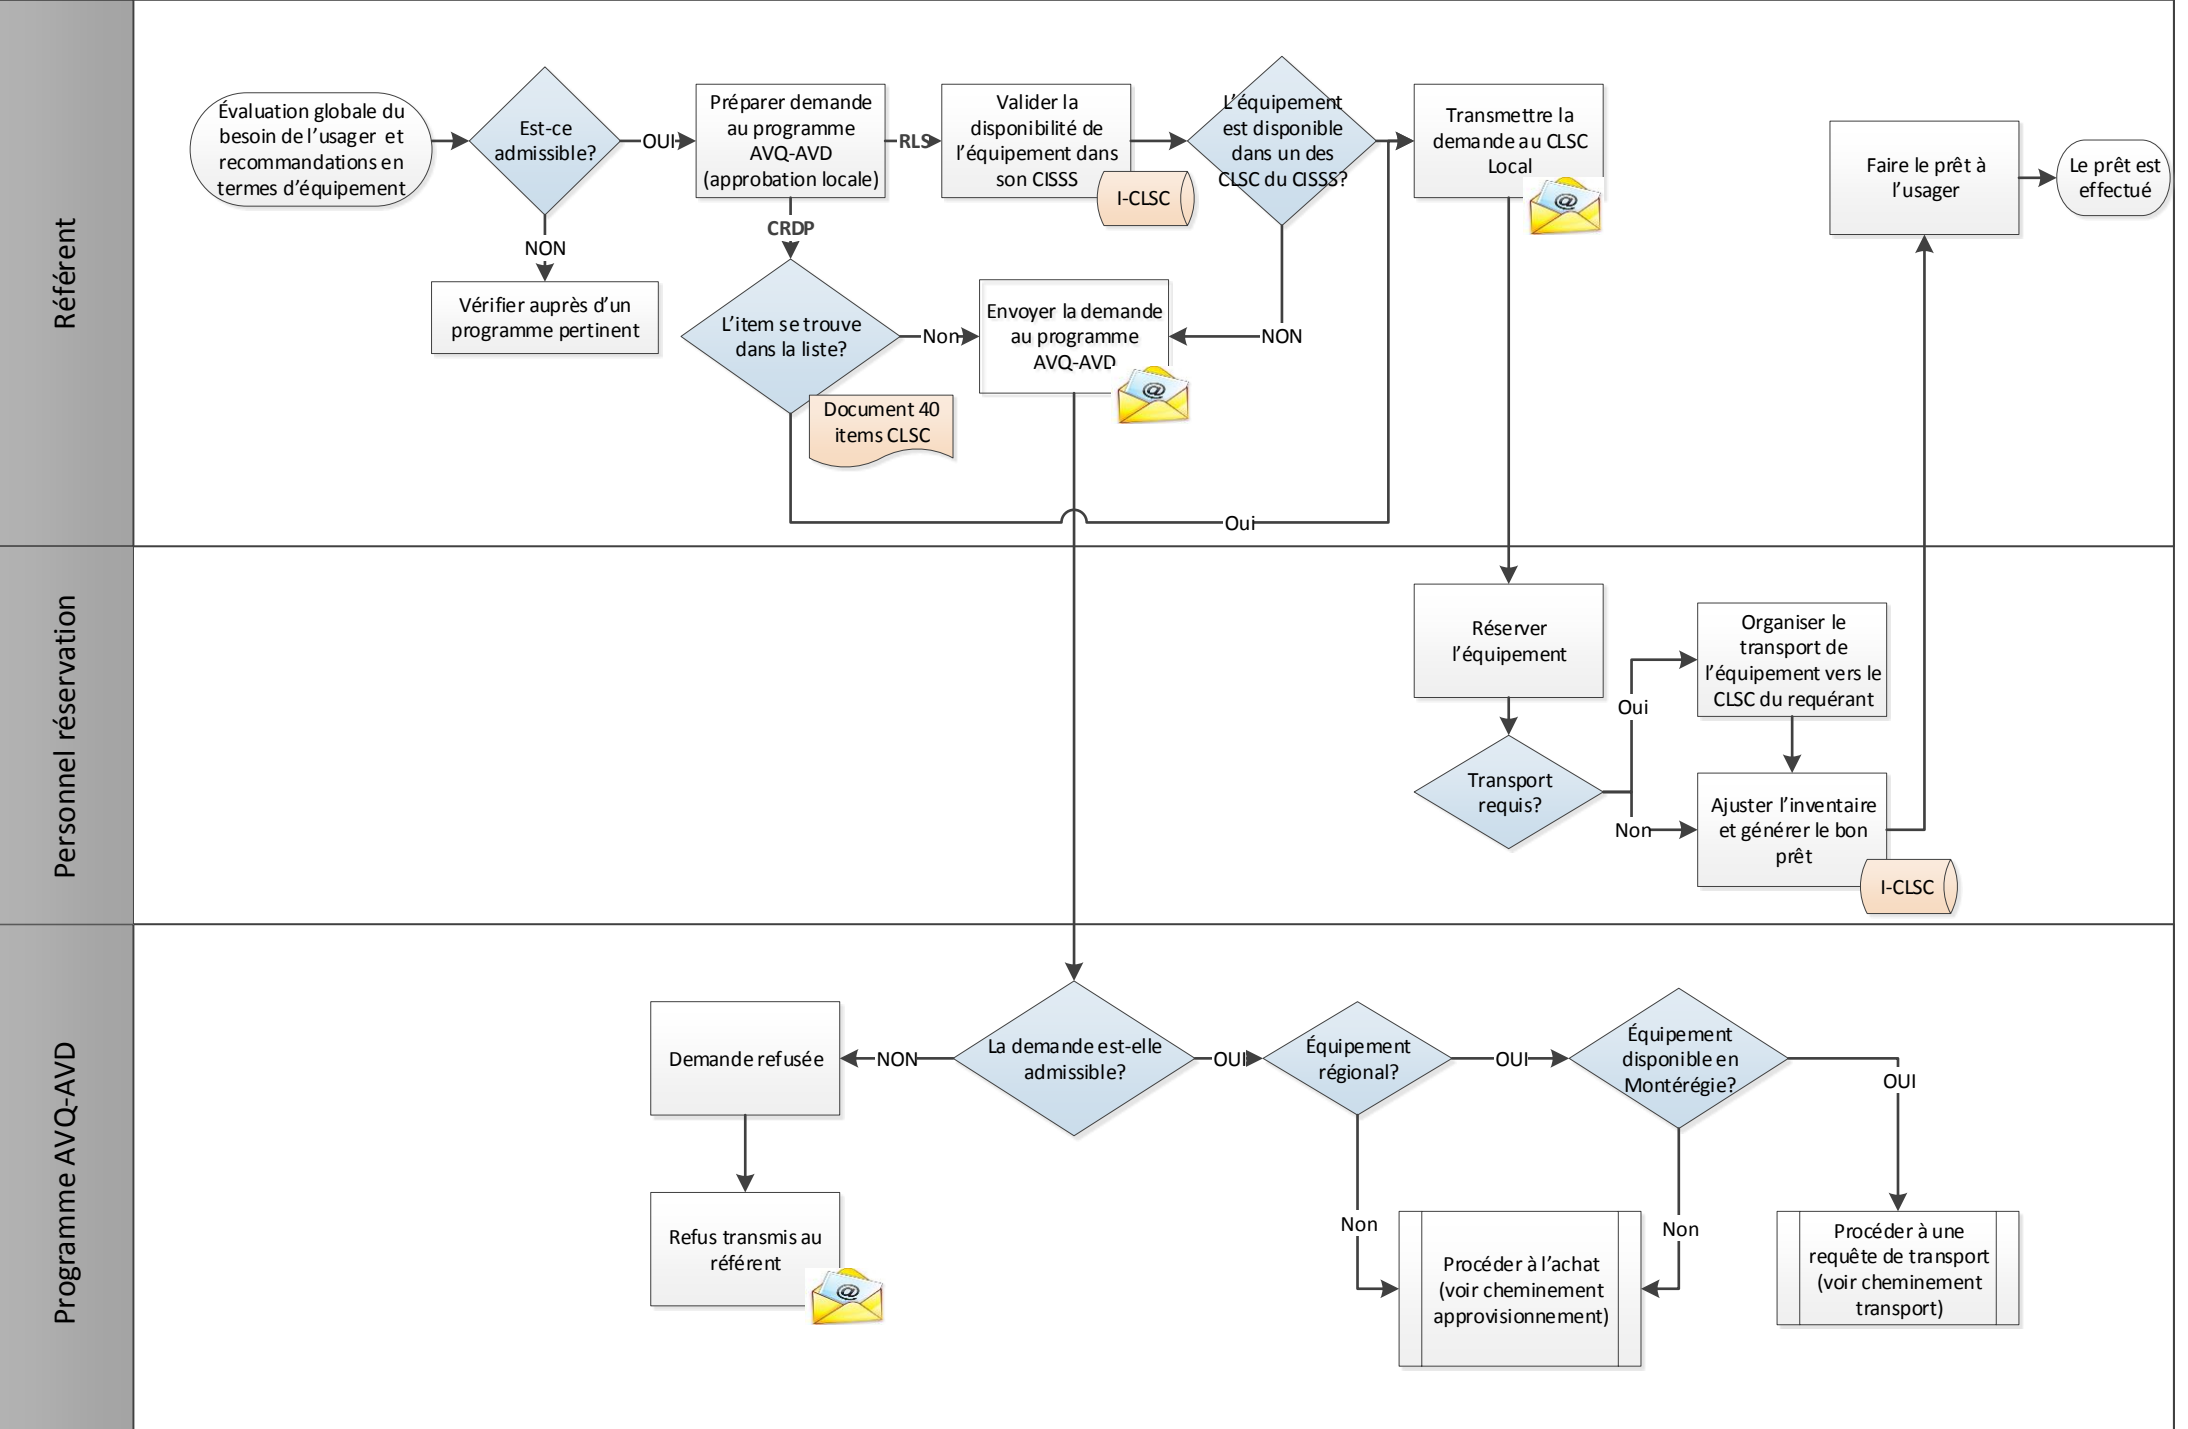 Référent
Évaluation globale du
besoin de l'usager et
recommandations en
termes d'équipement
Est-ce
admissible?
OUI
NON
Vérifier auprès d'un
programme pertinent
Préparer demande
au programme
AVQ-AVD
(approbation locale)
RLS
CRDP
Valider la
disponibilité de
l'équipement dans
son CISSS
I-CLSC
L'équipement
est disponible
dans un des
CLSC du CISSS?
NON
Transmettre la
demande au CLSC
Local
@
L'item se trouve
dans la liste?
Non
Document 40
items CLSC
Envoyer la demande
au programme
AVQ-AVD
@
Oui
Faire le prêt à
l'usager
Le prêt est
effectué
Personnel réservation
Réserver
l'équipement
Transport
requis?
Oui
Non
Organiser le
transport de
l'équipement vers le
CLSC du requérant
Ajuster l'inventaire
et générer le bon
prêt
I-CLSC
Programme AVQ-AVD
Demande refusée
NON
La demande est-elle
admissible?
OUI
Équipement
régional?
OUI
Équipement
disponible en
Montérégie?
OUI
Refus transmis au
référent
@
Non
Procéder à l'achat
(voir cheminement
approvisionnement)
Non
Procéder à une
requête de transport
(voir cheminement
transport)